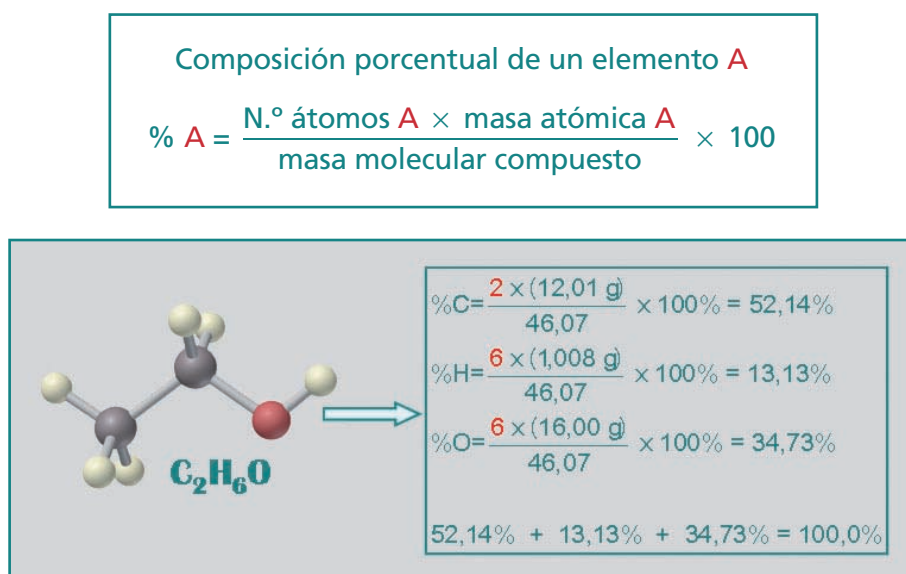 Composición porcentual de un elemento A
% A = N.º átomos A × masa atómica A / masa molecular compuesto × 100
%C= 2 x (12,01 g) / 46,07 x 100% = 52,14%
%H= 6 x (1,008 g) / 46,07 x 100% = 13,13%
%O= 6 x (16,00 g) / 46,07 x 100% = 34,73%
C₂H₆O
52,14% + 13,13% + 34,73% = 100,0%